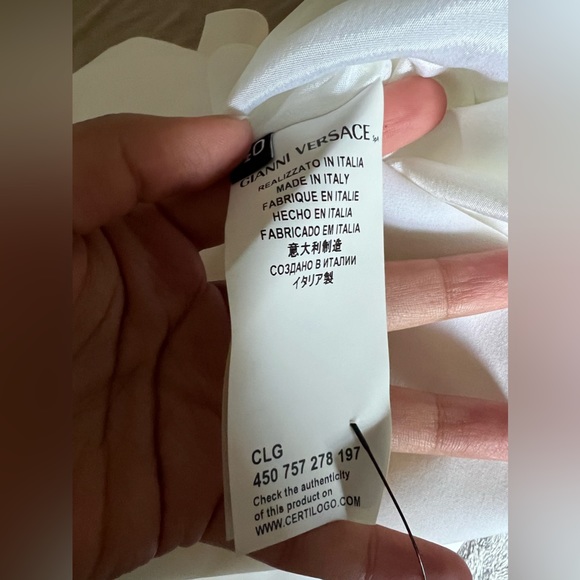 40
GIANNI VERSACE SpA
REALIZZATO IN ITALIA
MADE IN ITALY
FABRIQUE EN ITALIE
HECHO EN ITALIA
FABRICADO EM ITALIA
意大利制造
СОЗДАНО В ИТАЛИИ
イタリア製
CLG
450 757 278 197
Check the authenticity
of this product on
WWW.CERTILOGO.COM